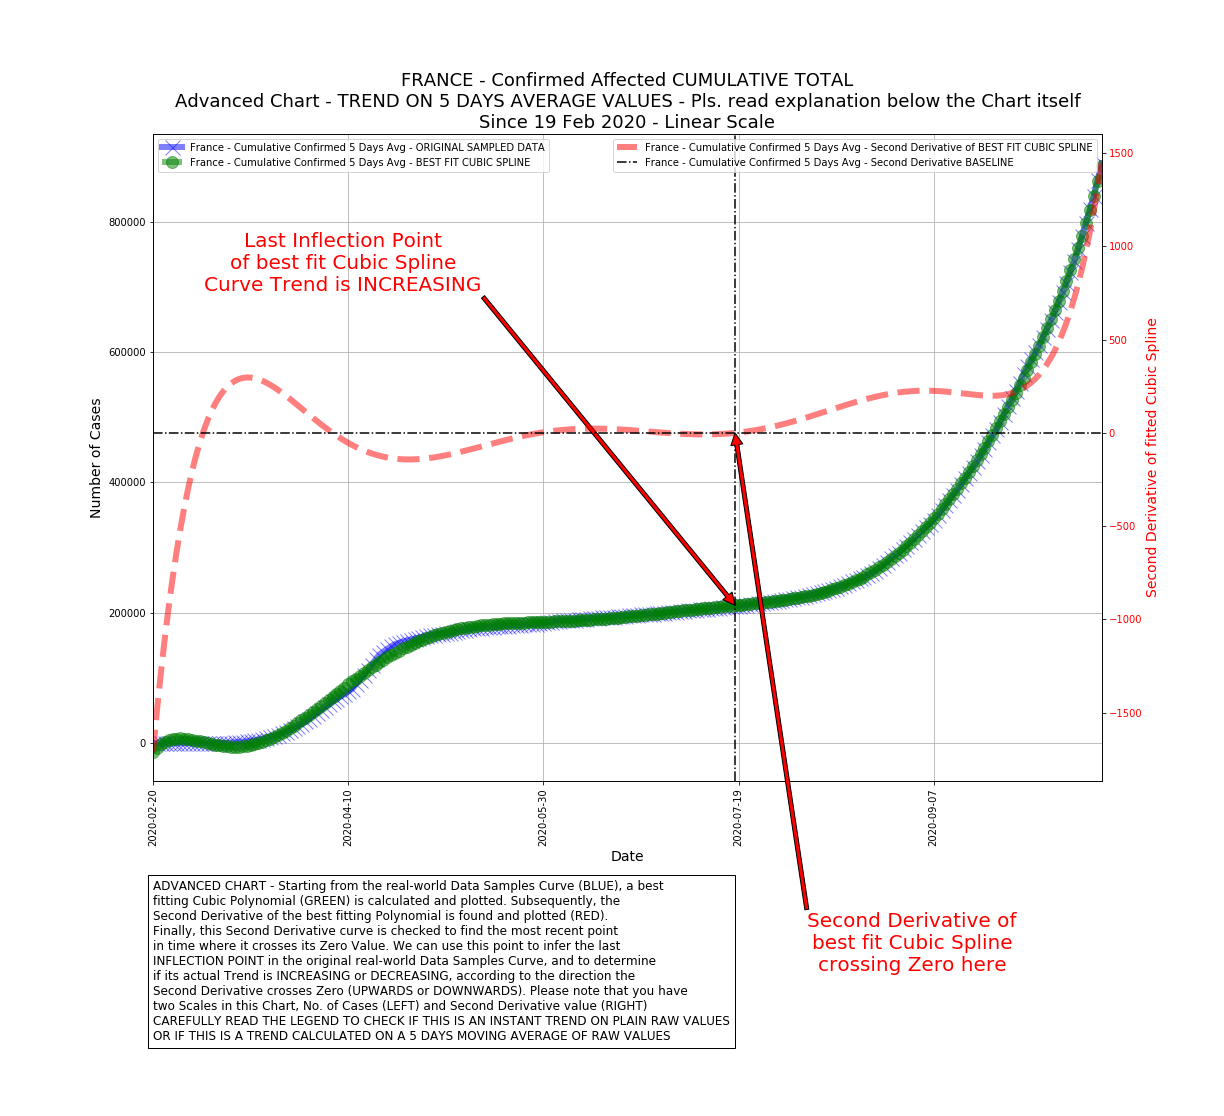 FRANCE - Confirmed Affected CUMULATIVE TOTAL
Advanced Chart - TREND ON 5 DAYS AVERAGE VALUES - Pls. read explanation below the Chart itself
Since 19 Feb 2020 - Linear Scale
France - Cumulative Confirmed 5 Days Avg - ORIGINAL SAMPLED DATA
France - Cumulative Confirmed 5 Days Avg - BEST FIT CUBIC SPLINE
France - Cumulative Confirmed 5 Days Avg - Second Derivative of BEST FIT CUBIC SPLINE
France - Cumulative Confirmed 5 Days Avg - Second Derivative BASELINE
Last Inflection Point
of best fit Cubic Spline
Curve Trend is INCREASING
Number of Cases
800000
600000
400000
200000
0
1500
1000
500
0
−500
−1000
−1500
Second Derivative of fitted Cubic Spline
2020-02-20
2020-04-10
2020-05-30
2020-07-19
2020-09-07
Date
Second Derivative of
best fit Cubic Spline
crossing Zero here
ADVANCED CHART - Starting from the real-world Data Samples Curve (BLUE), a best
fitting Cubic Polynomial (GREEN) is calculated and plotted. Subsequently, the
Second Derivative of the best fitting Polynomial is found and plotted (RED).
Finally, this Second Derivative curve is checked to find the most recent point
in time where it crosses its Zero Value. We can use this point to infer the last
INFLECTION POINT in the original real-world Data Samples Curve, and to determine
if its actual Trend is INCREASING or DECREASING, according to the direction the
Second Derivative crosses Zero (UPWARDS or DOWNWARDS). Please note that you have
two Scales in this Chart, No. of Cases (LEFT) and Second Derivative value (RIGHT)
CAREFULLY READ THE LEGEND TO CHECK IF THIS IS AN INSTANT TREND ON PLAIN RAW VALUES
OR IF THIS IS A TREND CALCULATED ON A 5 DAYS MOVING AVERAGE OF RAW VALUES